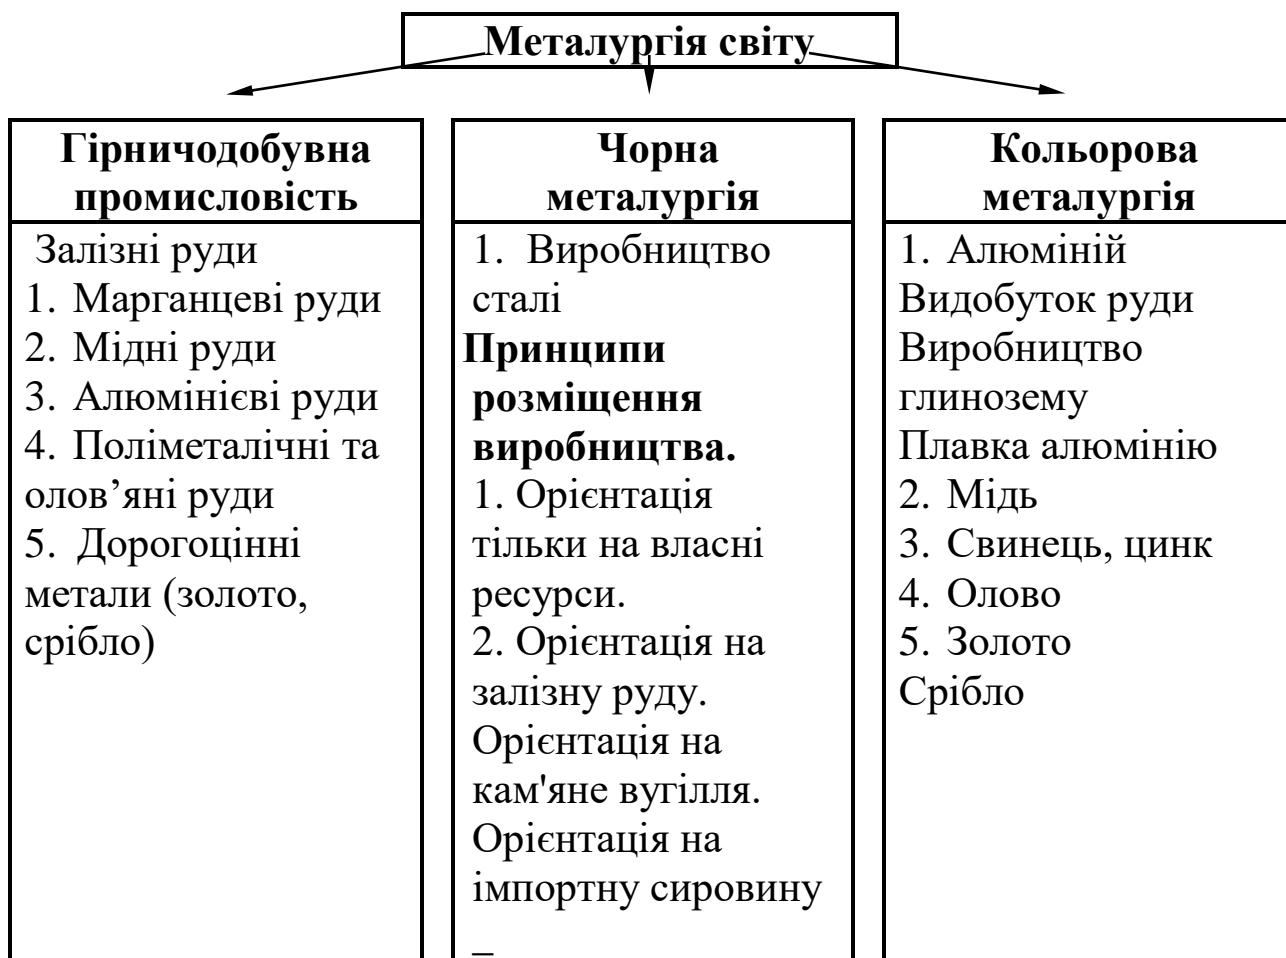 Металургія світу
Гірничодобувна
промисловість
Залізні руди
1. Марганцеві руди
2. Мідні руди
3. Алюмінієві руди
4. Поліметалічні та
олов’яні руди
5. Дорогоцінні
метали (золото,
срібло)
Чорна
металургія
1. Виробництво
сталі
Принципи
розміщення
виробництва.
1. Орієнтація
тільки на власні
ресурси.
2. Орієнтація на
залізну руду.
Орієнтація на
кам'яне вугілля.
Орієнтація на
імпортну сировину
–
Кольорова
металургія
1. Алюміній
Видобуток руди
Виробництво
глинозему
Плавка алюмінію
2. Мідь
3. Свинець, цинк
4. Олово
5. Золото
Срібло